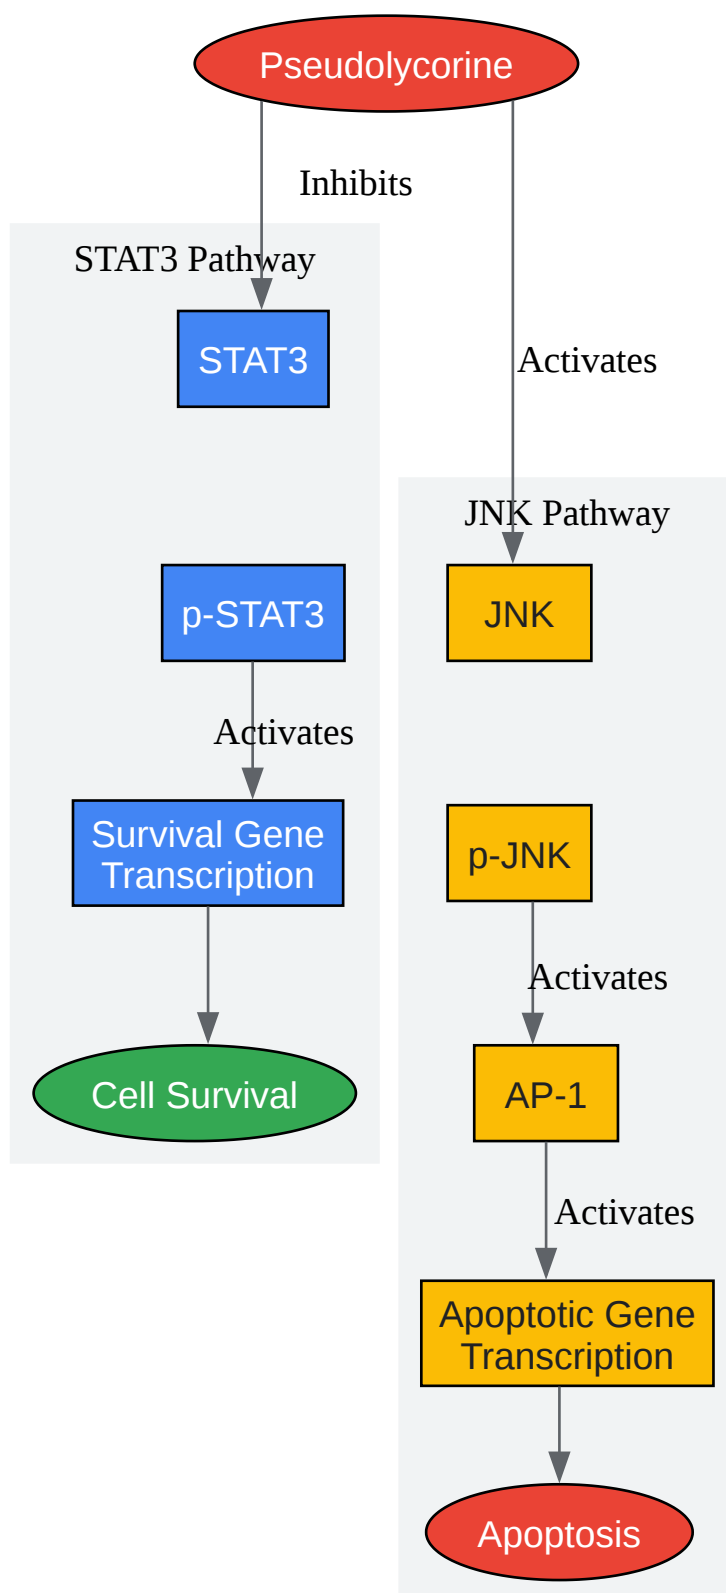 Pseudolycorine
Inhibits
STAT3 Pathway
STAT3
Activates
JNK Pathway
p-STAT3
JNK
Activates
Survival Gene
Transcription
p-JNK
Activates
Cell Survival
AP-1
Activates
Apoptotic Gene
Transcription
Apoptosis